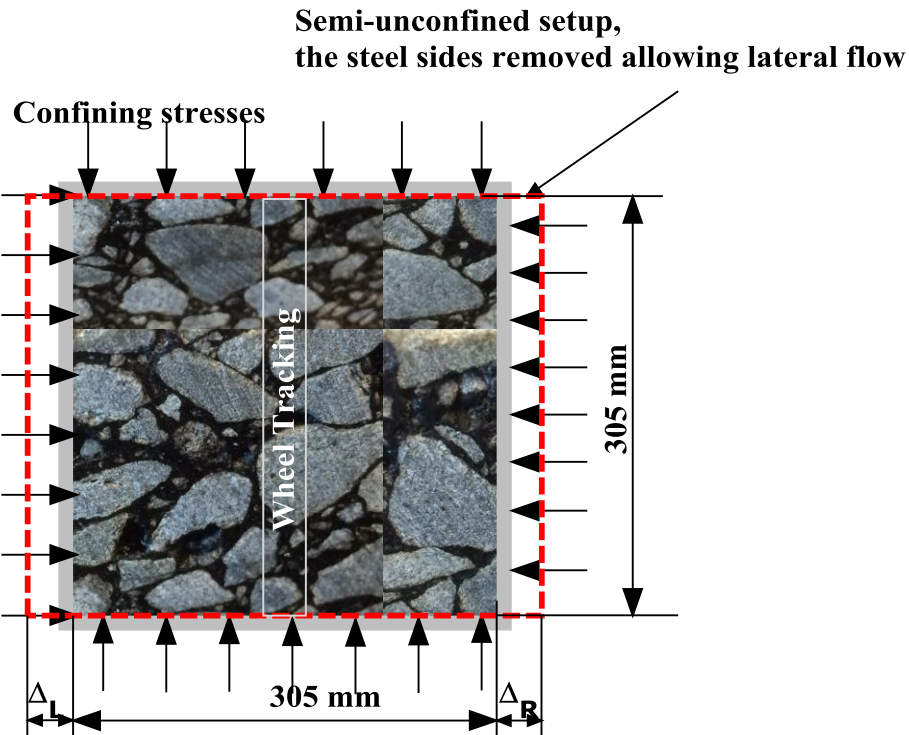 Semi-unconfined setup,
the steel sides removed allowing lateral flow
Confining stresses
Wheel Tracking
305 mm
305 mm
ΔL
ΔR